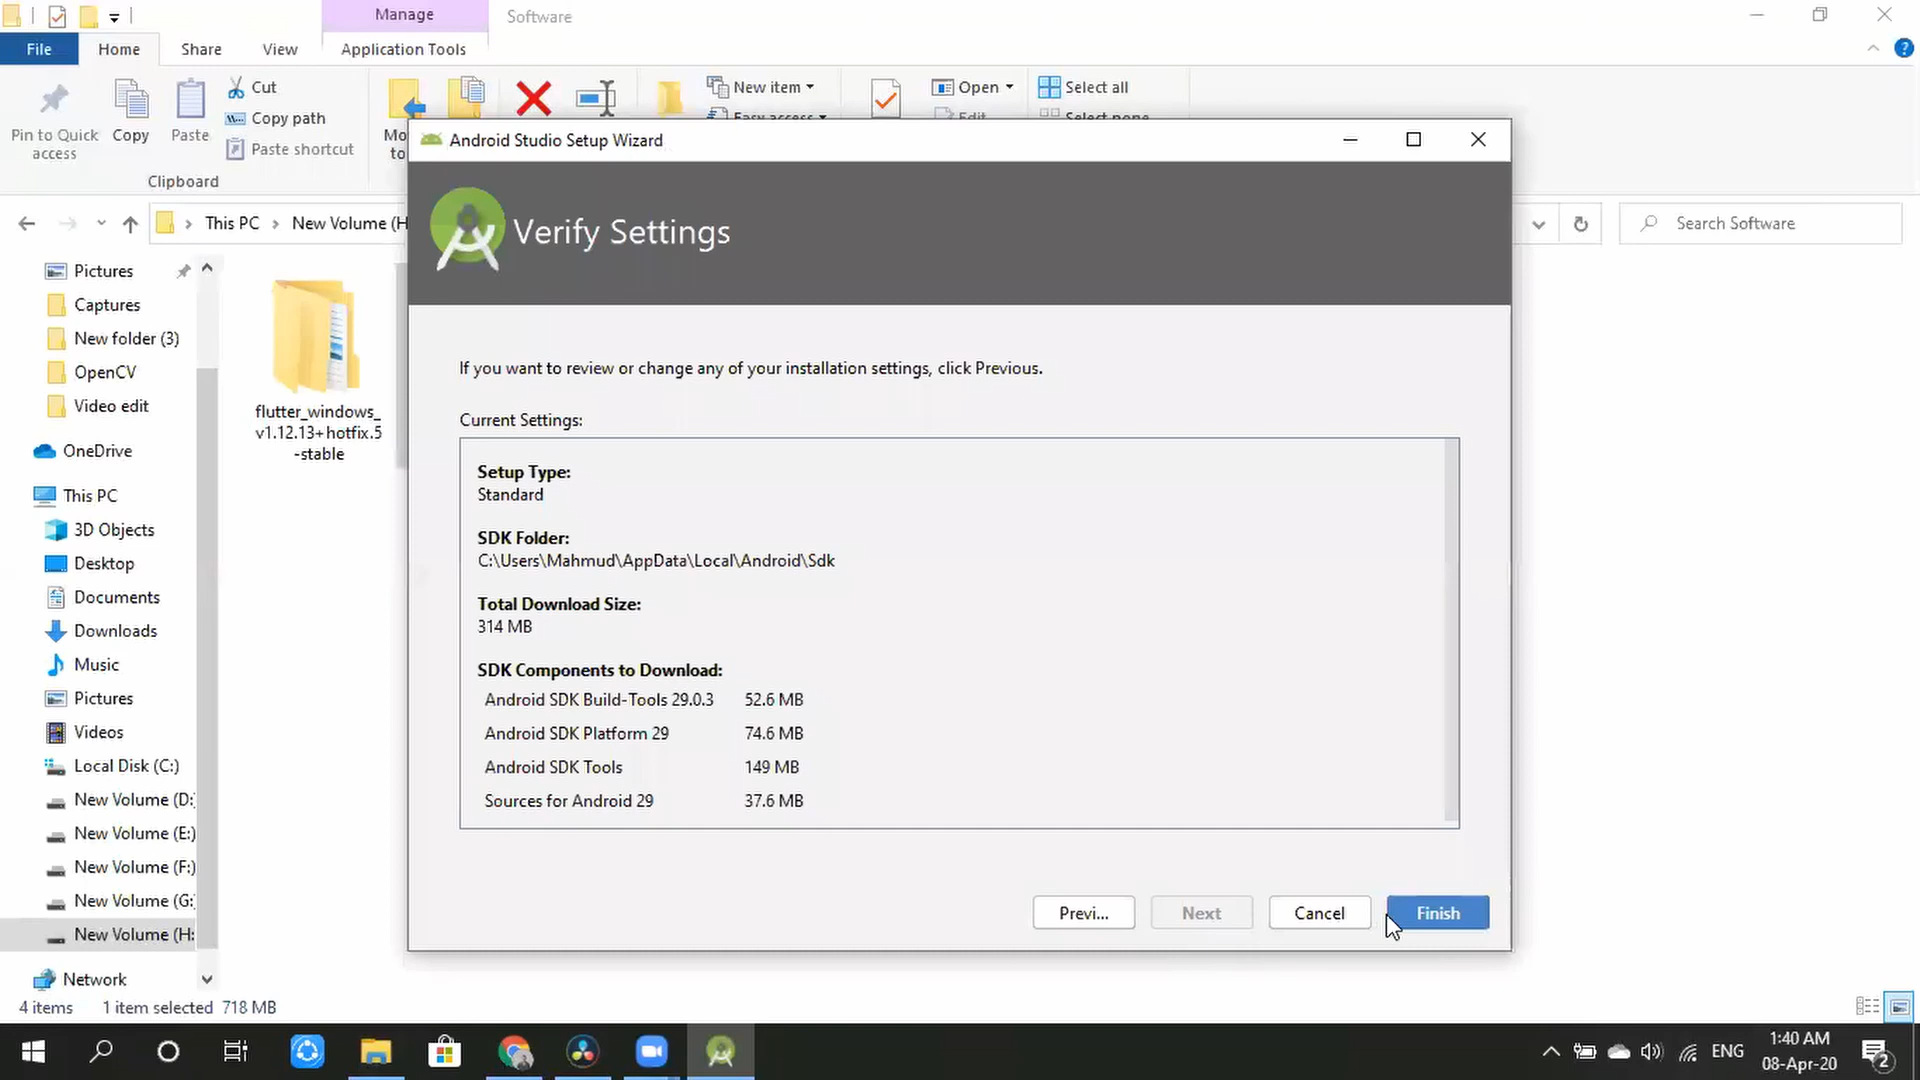 Manage
Software
File
Home
Share
View
Application Tools
Pin to Quick access
Copy
Paste
Cut
Copy path
Paste shortcut
Clipboard
New item
Open
Edit
Select all
Easy access
Select none
This PC
New Volume (H
Search Software
Android Studio Setup Wizard
Verify Settings
If you want to review or change any of your installation settings, click Previous.
Current Settings:
Setup Type:
Standard
SDK Folder:
C:\Users\Mahmud\AppData\Local\Android\Sdk
Total Download Size:
314 MB
SDK Components to Download:
Android SDK Build-Tools 29.0.3 52.6 MB
Android SDK Platform 29 74.6 MB
Android SDK Tools 149 MB
Sources for Android 29 37.6 MB
Previ...
Next
Cancel
Finish
Pictures
Captures
New folder (3)
OpenCV
Video edit
OneDrive
This PC
3D Objects
Desktop
Documents
Downloads
Music
Pictures
Videos
Local Disk (C:)
New Volume (D:
New Volume (E:)
New Volume (F:)
New Volume (G:
New Volume (H:
Network
flutter_windows_
v1.12.13+hotfix.5
-stable
4 items 1 item selected 718 MB
ENG
1:40 AM
08-Apr-20
2